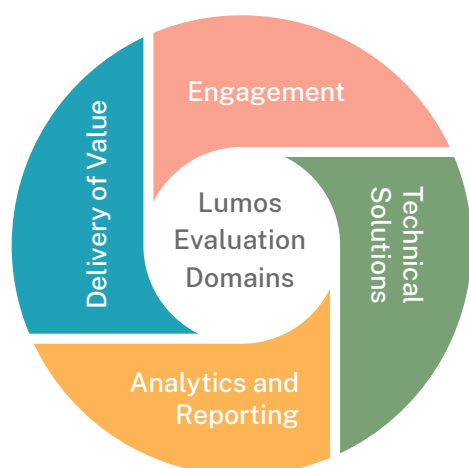 Engagement
Technical
Solutions
Analytics and
Reporting
Delivery of Value
Lumos
Evaluation
Domains